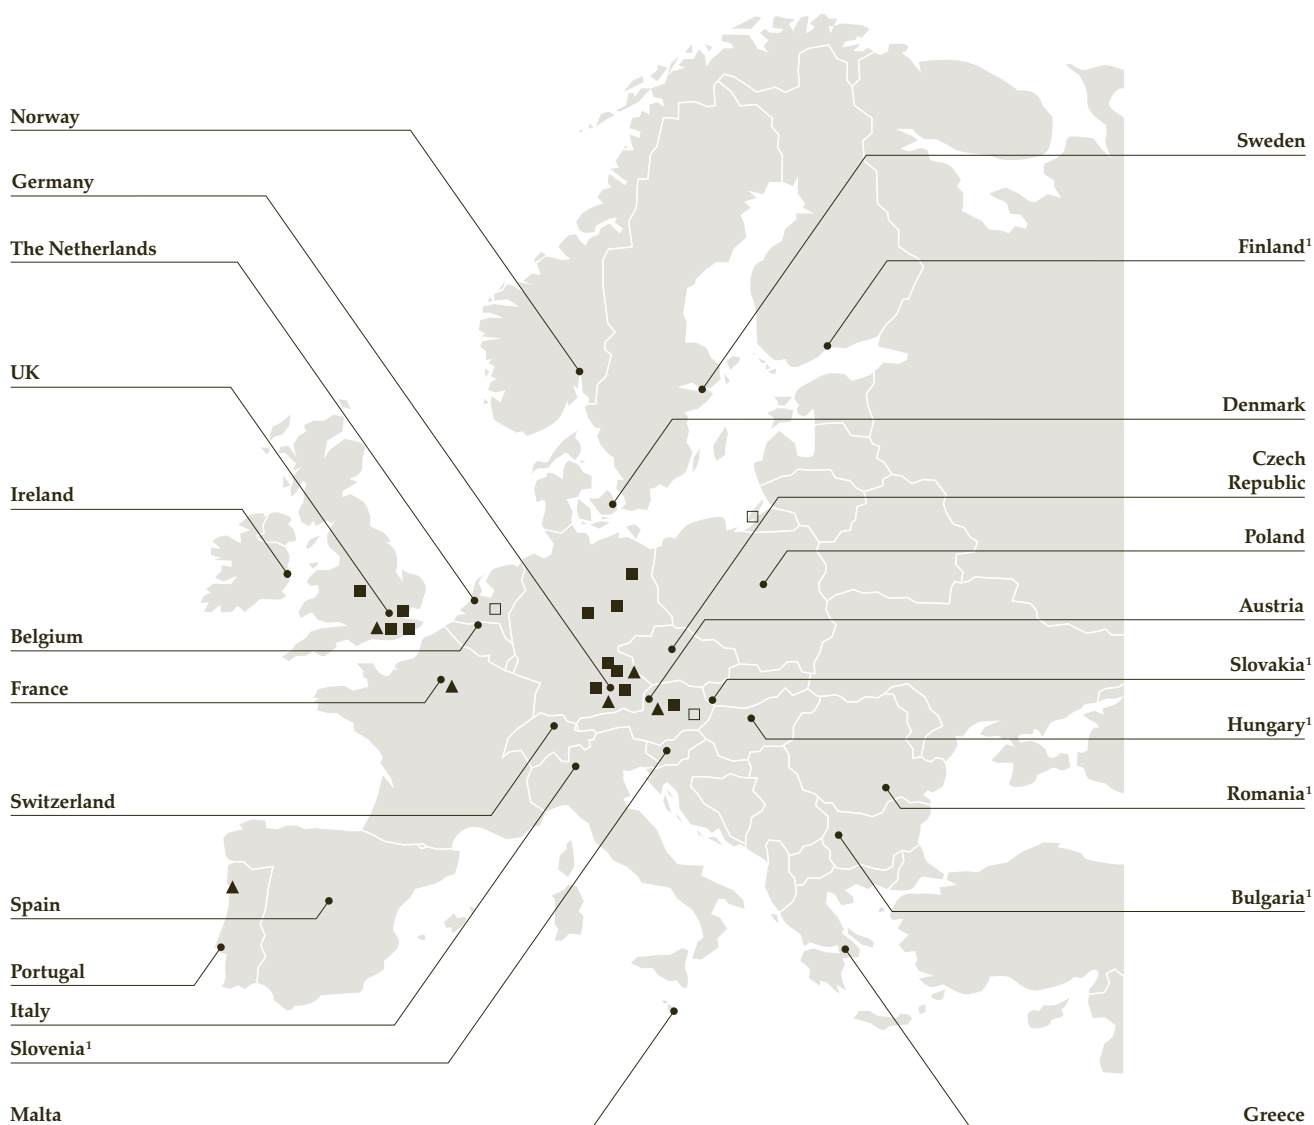 Norway
Germany
The Netherlands
UK
Ireland
Belgium
France
Switzerland
Spain
Portugal
Italy
Slovenia¹
Malta
Sweden
Finland¹
Denmark
Czech
Republic
Poland
Austria
Slovakia¹
Hungary¹
Romania¹
Bulgaria¹
Greece